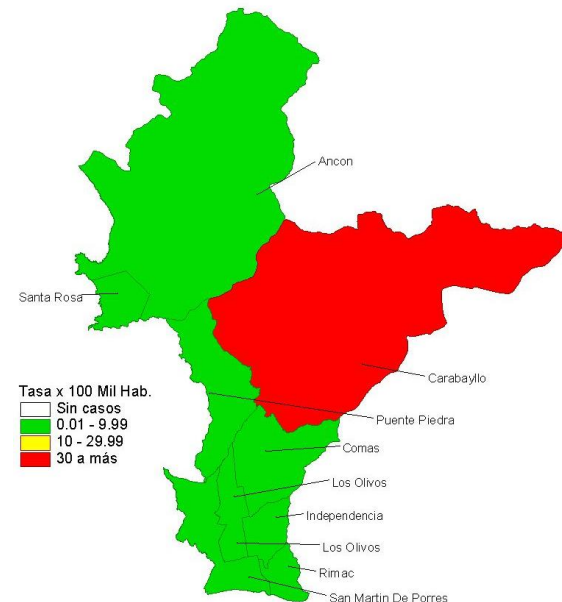 Ancon
Santa Rosa
Carabayllo
Tasa x 100 Mil Hab.
Sin casos
0.01 - 9.99
10 - 29.99
30 a más
Puente Piedra
Comas
Los Olivos
Independencia
Los Olivos
Rimac
San Martin De Porres